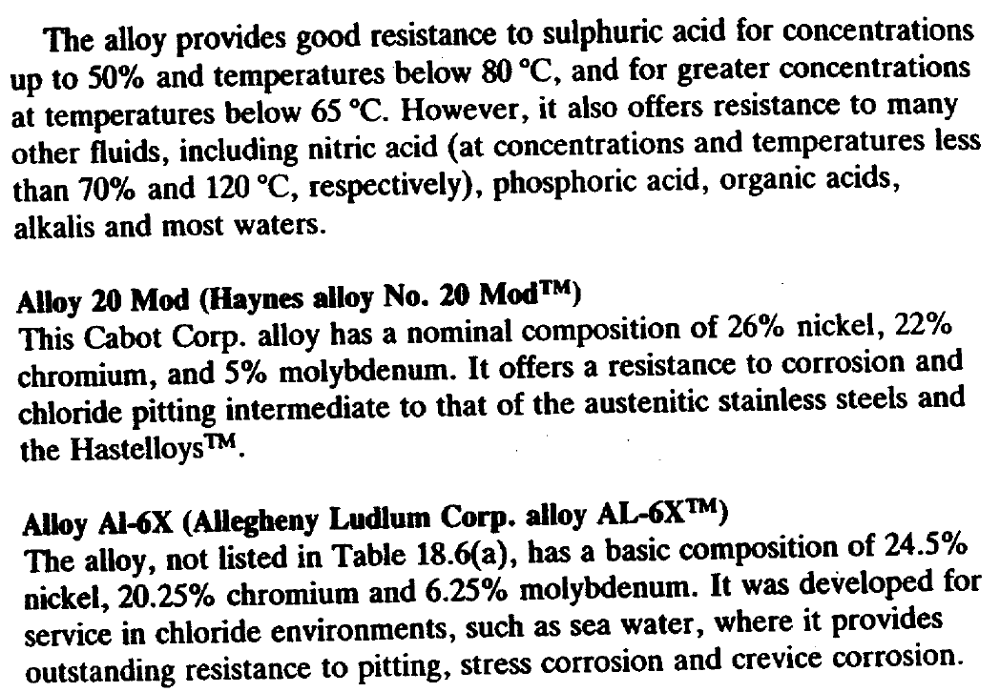 The alloy provides good resistance to sulphuric acid for concentrations
up to 50% and temperatures below 80 °C, and for greater concentrations
at temperatures below 65 °C. However, it also offers resistance to many
other fluids, including nitric acid (at concentrations and temperatures less
than 70% and 120 °C, respectively), phosphoric acid, organic acids,
alkalis and most waters.
Alloy 20 Mod (Haynes alloy No. 20 Mod™)
This Cabot Corp. alloy has a nominal composition of 26% nickel, 22%
chromium, and 5% molybdenum. It offers a resistance to corrosion and
chloride pitting intermediate to that of the austenitic stainless steels and
the Hastelloys™.
Alloy Al-6X (Allegheny Ludlum Corp. alloy AL-6X™)
The alloy, not listed in Table 18.6(a), has a basic composition of 24.5%
nickel, 20.25% chromium and 6.25% molybdenum. It was developed for
service in chloride environments, such as sea water, where it provides
outstanding resistance to pitting, stress corrosion and crevice corrosion.